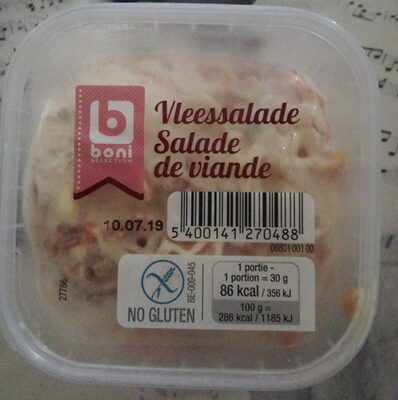 boni
SELECTION
Vleessalade
Salade
de viande
10.07.19
5 400141 270488
0880100100
27786
NO GLUTEN
BE-009-045
1 portie -
1 portion = 30 g
86 kcal / 356 kJ
100 g =
286 kcal / 1185 kJ